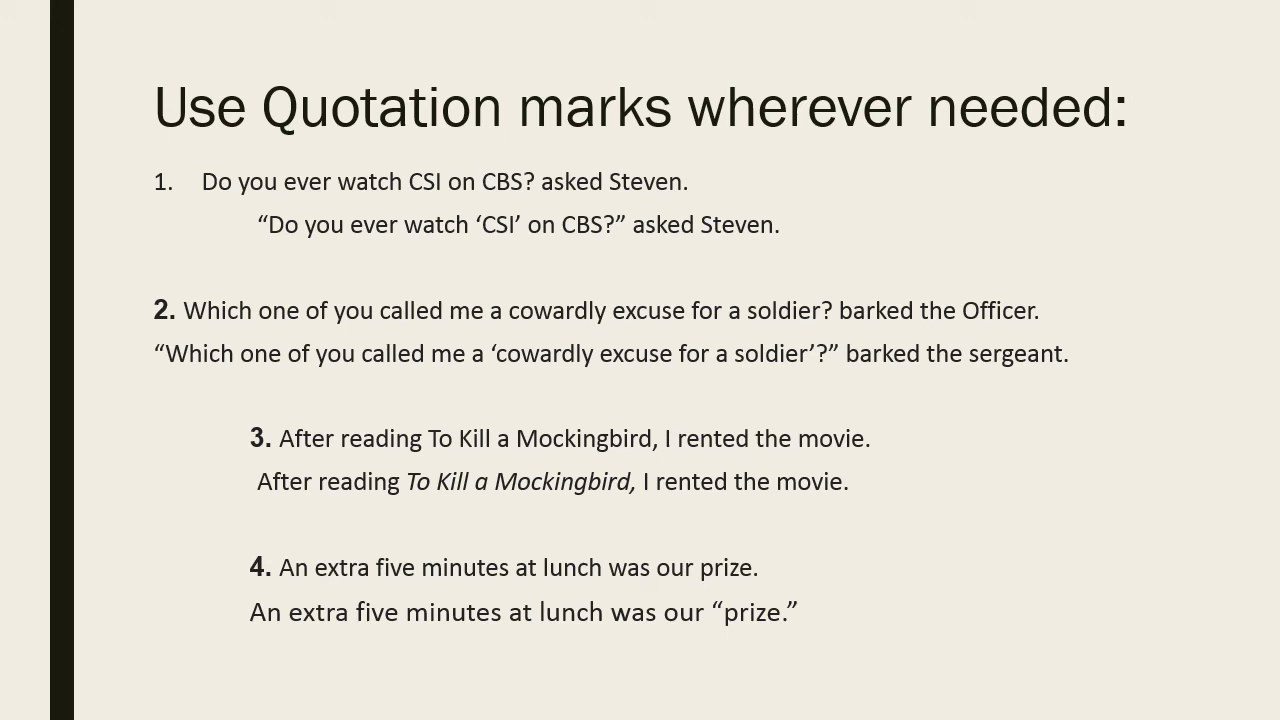 Use Quotation marks wherever needed:
1. Do you ever watch CSI on CBS? asked Steven.
“Do you ever watch ‘CSI’ on CBS?” asked Steven.
2. Which one of you called me a cowardly excuse for a soldier? barked the Officer.
“Which one of you called me a ‘cowardly excuse for a soldier’?” barked the sergeant.
3. After reading To Kill a Mockingbird, I rented the movie.
After reading To Kill a Mockingbird, I rented the movie.
4. An extra five minutes at lunch was our prize.
An extra five minutes at lunch was our “prize.”